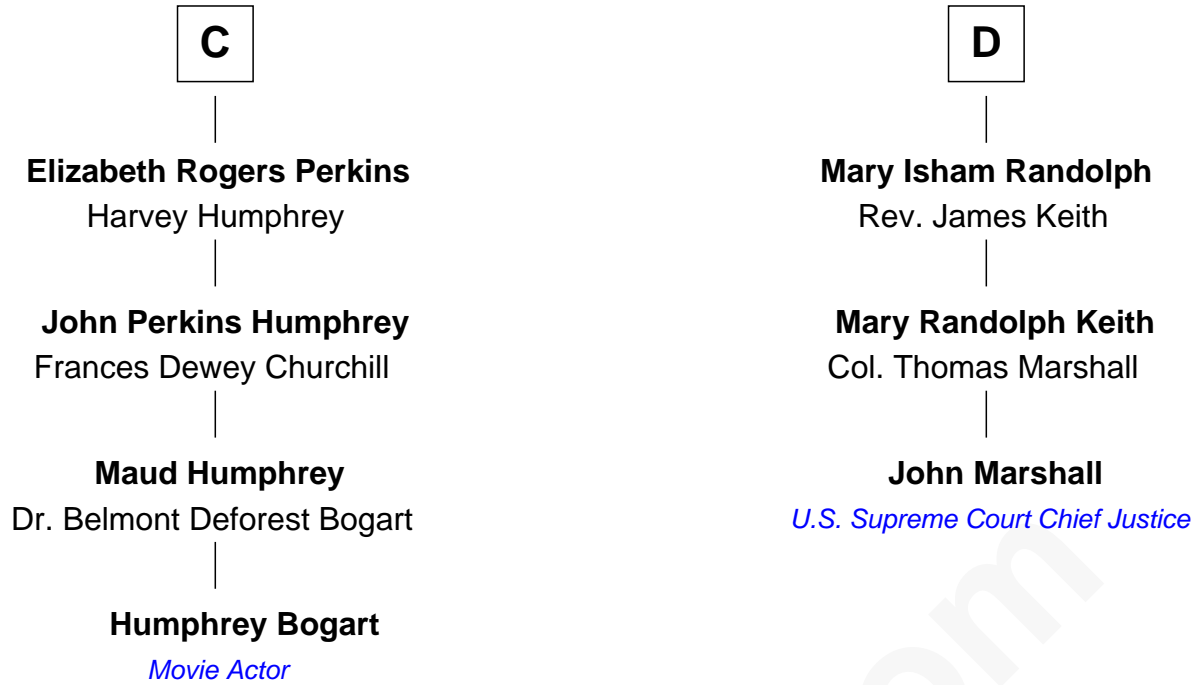 C
Elizabeth Rogers Perkins
Harvey Humphrey
John Perkins Humphrey
Frances Dewey Churchill
Maud Humphrey
Dr. Belmont Deforest Bogart
Humphrey Bogart
Movie Actor
D
Mary Isham Randolph
Rev. James Keith
Mary Randolph Keith
Col. Thomas Marshall
John Marshall
U.S. Supreme Court Chief Justice
om